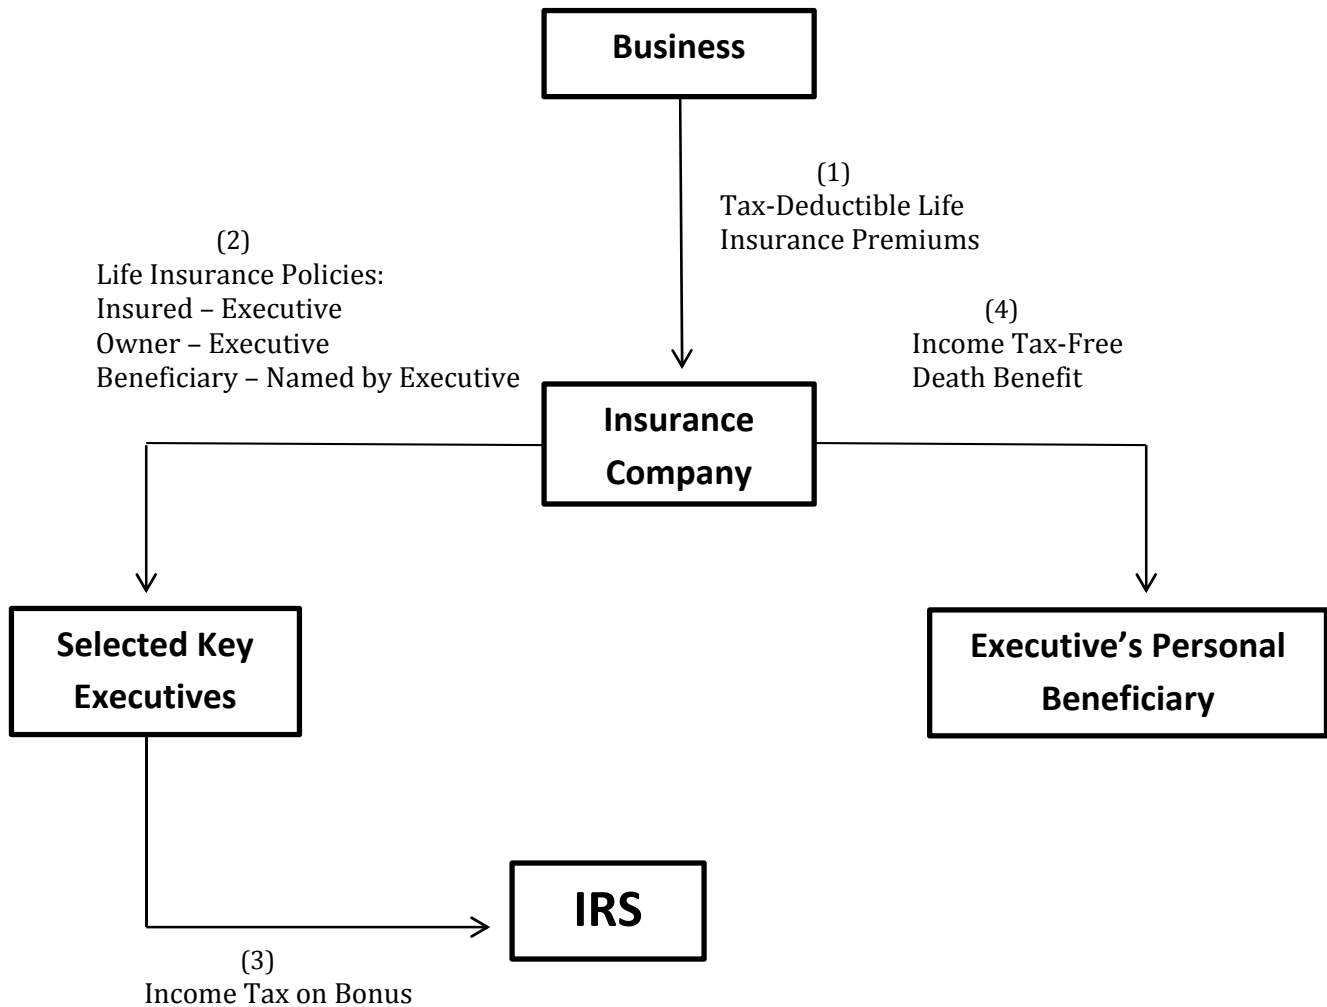 Business
(1)
Tax-Deductible Life
Insurance Premiums
(2)
Life Insurance Policies:
Insured – Executive
Owner – Executive
Beneficiary – Named by Executive
(4)
Income Tax-Free
Death Benefit
Insurance
Company
Selected Key
Executives
Executive’s Personal
Beneficiary
IRS
(3)
Income Tax on Bonus